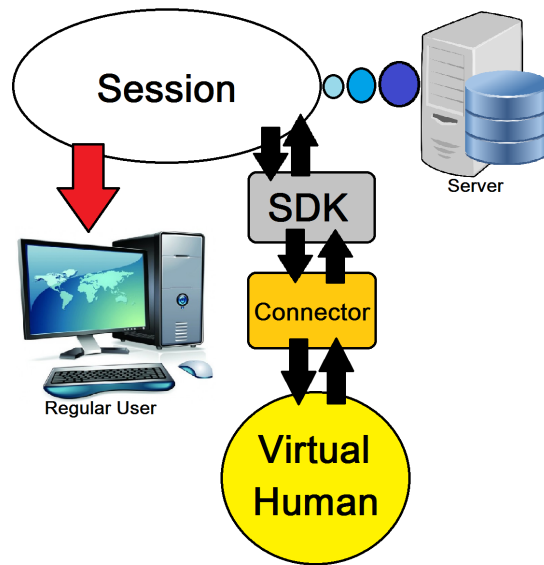 Session
Server
SDK
Connector
Regular User
Virtual
Human